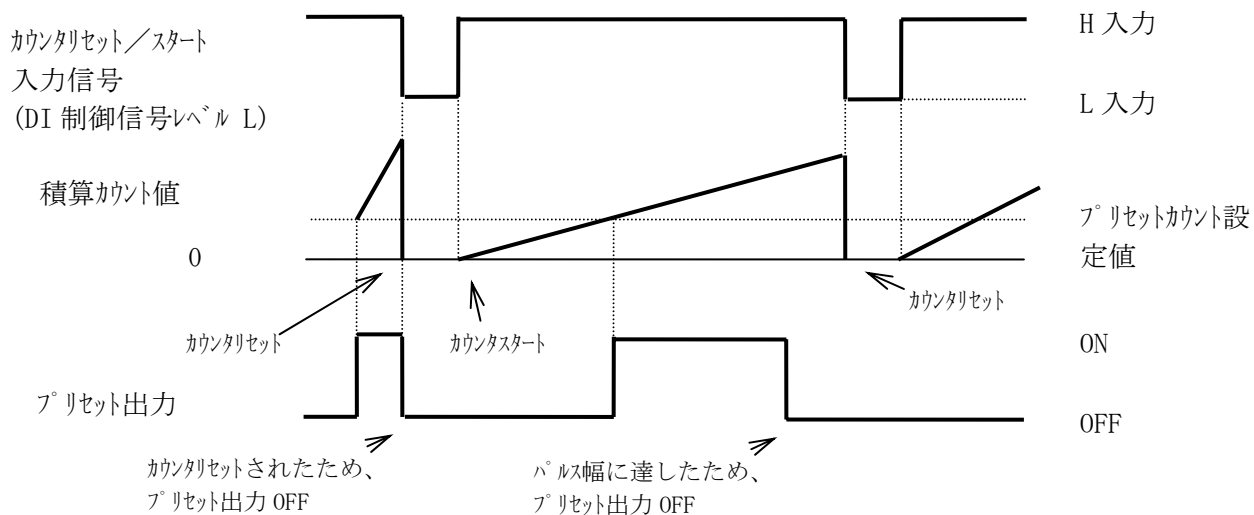 H 入力
ｶｳﾝﾀﾘｾｯﾄ／ｽﾀｰﾄ
入力信号
(DI 制御信号ﾚﾍﾞﾙ L)
L 入力
積算ｶｳﾝﾄ値
ﾌﾟﾘｾｯﾄｶｳﾝﾄ設
定値
0
ｶｳﾝﾀﾘｾｯﾄ
ｶｳﾝﾀﾘｾｯﾄ
ｶｳﾝﾀｽﾀｰﾄ
ON
ﾌﾟﾘｾｯﾄ出力
OFF
ｶｳﾝﾀﾘｾｯﾄされたため、
ﾌﾟﾘｾｯﾄ出力 OFF
ﾊﾟﾙｽ幅に達したため、
ﾌﾟﾘｾｯﾄ出力 OFF